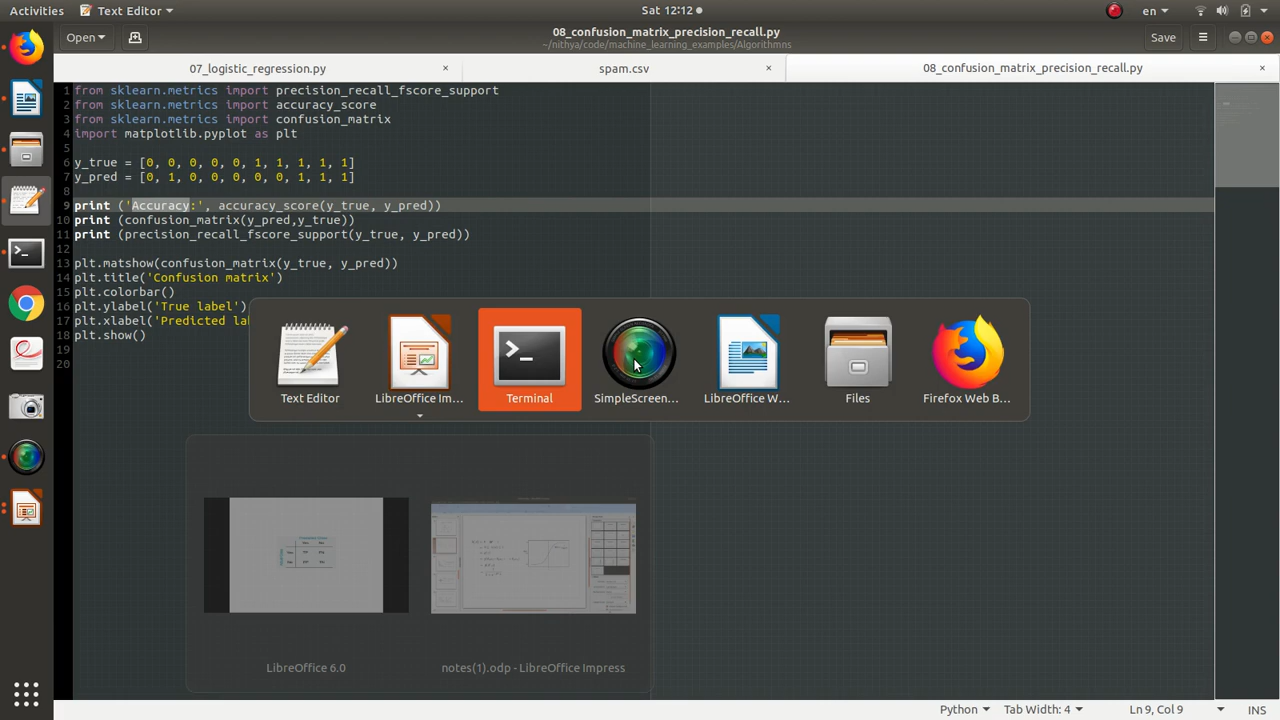 Activities
Text Editor
Sat 12:12
en
Open
08_confusion_matrix_precision_recall.py
~/nithya/code/machine_learning_examples/Algorithmns
Save
07_logistic_regression.py
spam.csv
08_confusion_matrix_precision_recall.py
1 from sklearn.metrics import precision_recall_fscore_support
2 from sklearn.metrics import accuracy_score
3 from sklearn.metrics import confusion_matrix
4 import matplotlib.pyplot as plt
5
6 y_true = [0, 0, 0, 0, 0, 1, 1, 1, 1, 1]
7 y_pred = [0, 1, 0, 0, 0, 0, 0, 1, 1, 1]
8
9 print ('Accuracy:', accuracy_score(y_true, y_pred))
10 print (confusion_matrix(y_pred,y_true))
11 print (precision_recall_fscore_support(y_true, y_pred))
12
13 plt.matshow(confusion_matrix(y_true, y_pred))
14 plt.title('Confusion matrix')
15 plt.colorbar()
16 plt.ylabel('True label')
17 plt.xlabel('Predicted lab
18 plt.show()
19
20
Text Editor
LibreOffice Im...
Terminal
SimpleScreen...
LibreOffice W...
Files
Firefox Web B...
LibreOffice 6.0
notes(1).odp - LibreOffice Impress
Python
Tab Width: 4
Ln 9, Col 9
INS